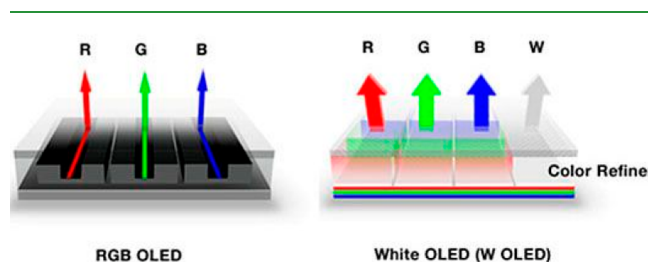 R G B
R G B W
Color Refine
RGB OLED
White OLED (W OLED)